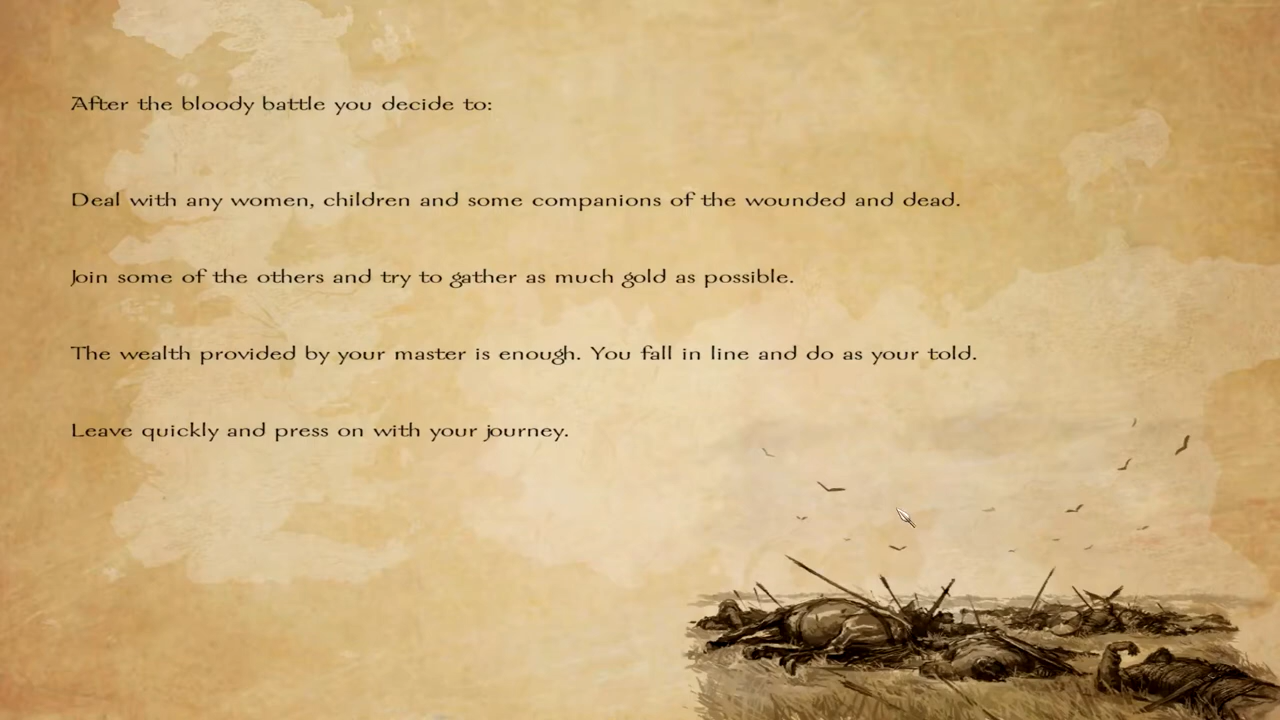 After the bloody battle you decide to:
Deal with any women, children and some companions of the wounded and dead.
Join some of the others and try to gather as much gold as possible.
The wealth provided by your master is enough. You fall in line and do as your told.
Leave quickly and press on with your journey.